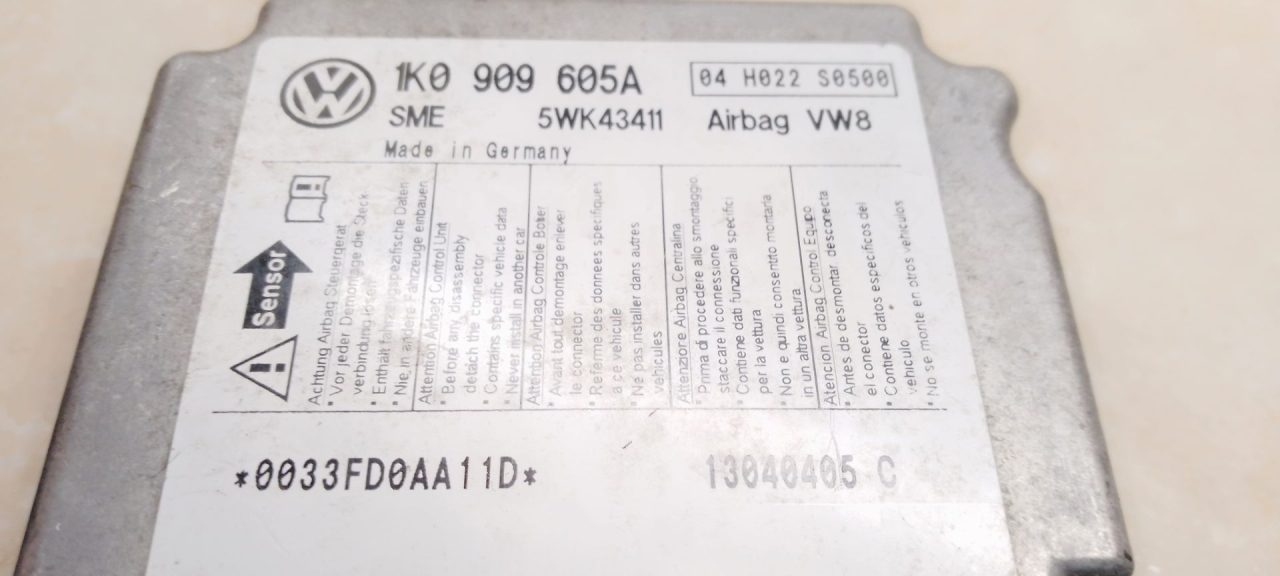 1K0 909 605A
04 H022 S0500
SME 5WK43411 Airbag VW8
Made in Germany
Sensor
Achtung Airbag Steuergerät
• Vor jeder Demontage die Steck-
verbindung lösen
• Enthält fahrzeugspezifische Daten
• Nie in andere Fahrzeuge einbauen
Attention Airbag Control Unit
• Before any disassembly
detach the connector
• Contains specific vehicle data
• Never install in another car
Attention Airbag Controle Boitier
• Avant tout demontage enlever
le connector
• Referme des donnees specifiques
a ce vehicule
• Ne pas installer dans autres
vehicules
Attenzione Airbag Centralina
• Prima di procedere allo smontaggio
staccare il connessione
• Contiene dati funzionali specifici
per la vettura
• Non e quindi consentito montarla
in un altra vettura
Atencion Airbag Control Equipo
• Antes de desmontar desconecta
el conector
• Contiene datos especificos del
vehiculo
• No se monte en otros vehiculos
*0033FD0AA11D*
13040405 C